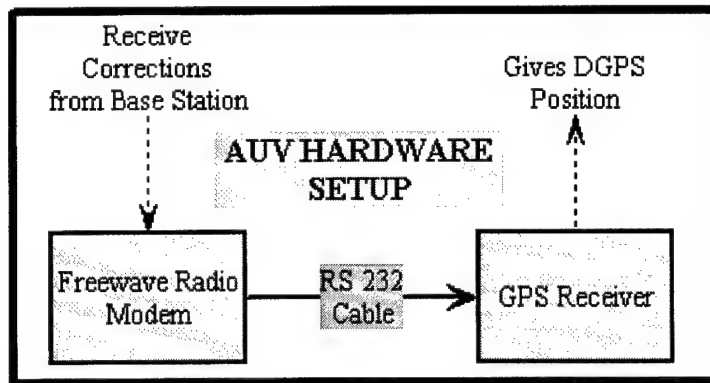 Receive
Corrections
from Base Station
Gives DGPS
Position
AUV HARDWARE
SETUP
Freewave Radio
Modem
RS 232
Cable
GPS Receiver